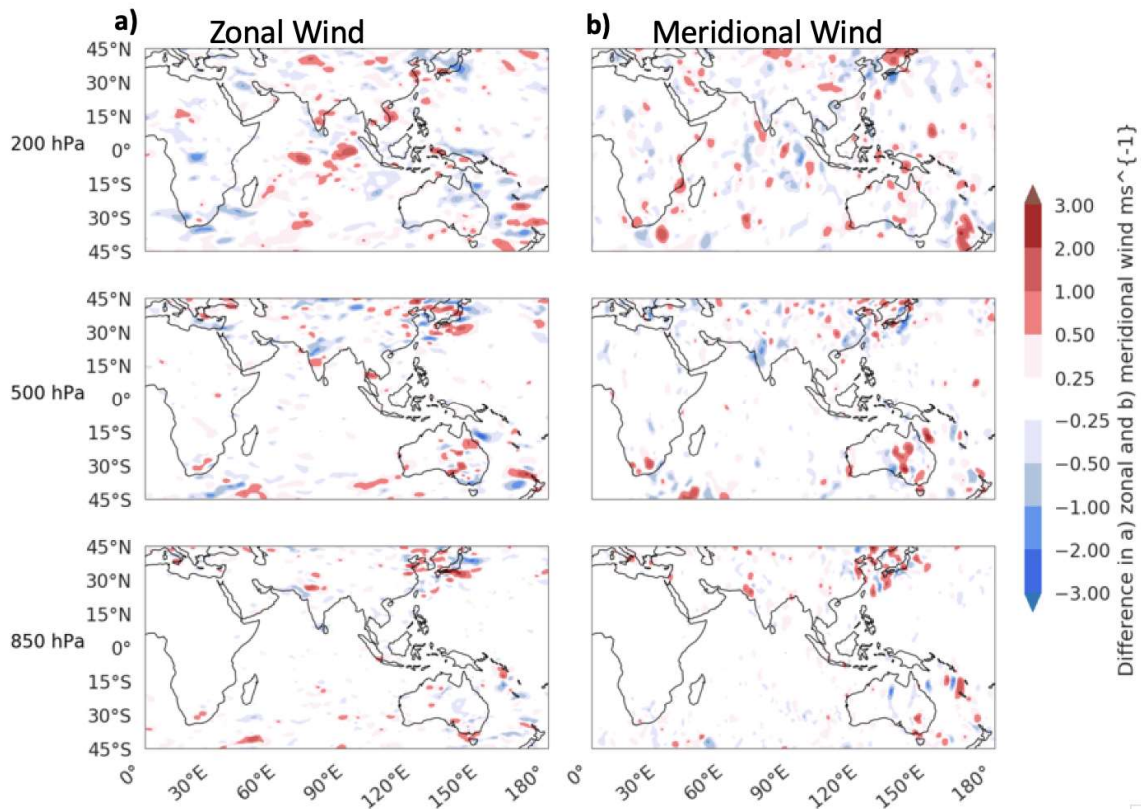 a) Zonal Wind
b) Meridional Wind
200 hPa
45°N
30°N
15°N
0°
15°S
30°S
45°S
500 hPa
45°N
30°N
15°N
0°
15°S
30°S
45°S
850 hPa
45°N
30°N
15°N
0°
15°S
30°S
45°S
0°
30°E
60°E
90°E
120°E
150°E
180°
0°
30°E
60°E
90°E
120°E
150°E
180°
3.00
2.00
1.00
0.50
0.25
−0.25
−0.50
−1.00
−2.00
−3.00
Difference in a) zonal and b) meridional wind ms^{-1}